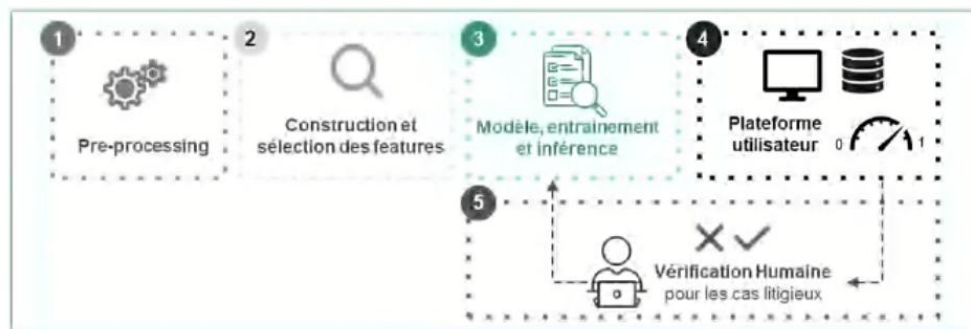 1
Pre-processing
2
Construction et
sélection des features
3
Modèle, entrainement
et inférence
4
Plateforme
utilisateur
0
1
5
Vérification Humaine
pour les cas litigieux